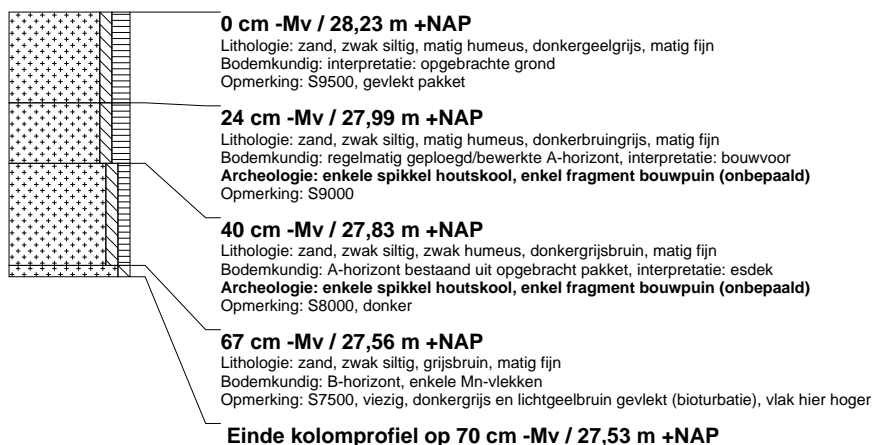 0 cm -Mv / 28,23 m +NAP
Lithologie: zand, zwak siltig, matig humeus, donkergeelgrijs, matig fijn
Bodemkundig: interpretatie: opgebrachte grond
Opmerking: S9500, gevlekt pakket
24 cm -Mv / 27,99 m +NAP
Lithologie: zand, zwak siltig, matig humeus, donkerbruingrijs, matig fijn
Bodemkundig: regelmatig geploegd/bewerkte A-horizont, interpretatie: bouwvoor
Archeologie: enkele spikkel houtskool, enkel fragment bouwpuin (onbepaald)
Opmerking: S9000
40 cm -Mv / 27,83 m +NAP
Lithologie: zand, zwak siltig, zwak humeus, donkergrijsbruin, matig fijn
Bodemkundig: A-horizont bestaand uit opgebracht pakket, interpretatie: esdek
Archeologie: enkele spikkel houtskool, enkel fragment bouwpuin (onbepaald)
Opmerking: S8000, donker
67 cm -Mv / 27,56 m +NAP
Lithologie: zand, zwak siltig, grijsbruin, matig fijn
Bodemkundig: B-horizont, enkele Mn-vlekken
Opmerking: S7500, viezig, donkergrijs en lichtgeelbruin gevlekt (bioturbatie), vlak hier hoger
Einde kolomprofiel op 70 cm -Mv / 27,53 m +NAP